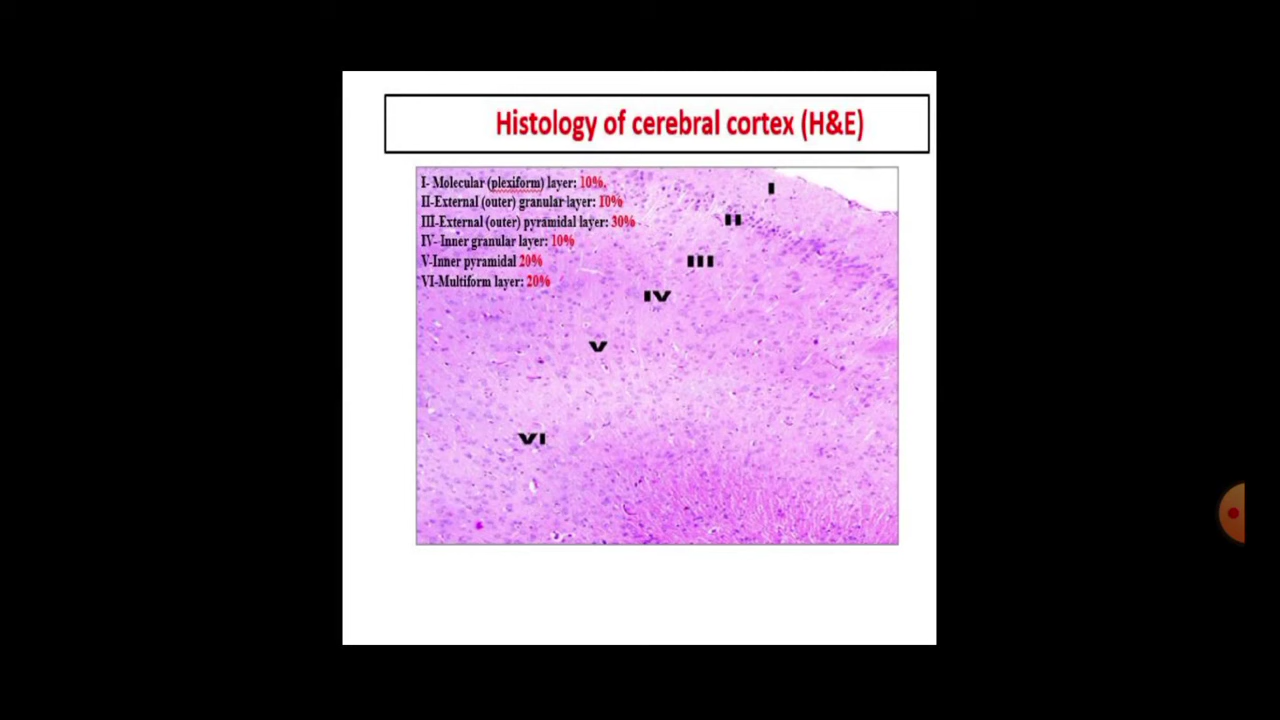 Histology of cerebral cortex (H&E)
I- Molecular (plexiform) layer: 10%.
II-External (outer) granular layer: 10%
III-External (outer) pyramidal layer: 30%
IV- Inner granular layer: 10%
V-Inner pyramidal 20%
VI-Multiform layer: 20%
I
II
III
IV
V
VI